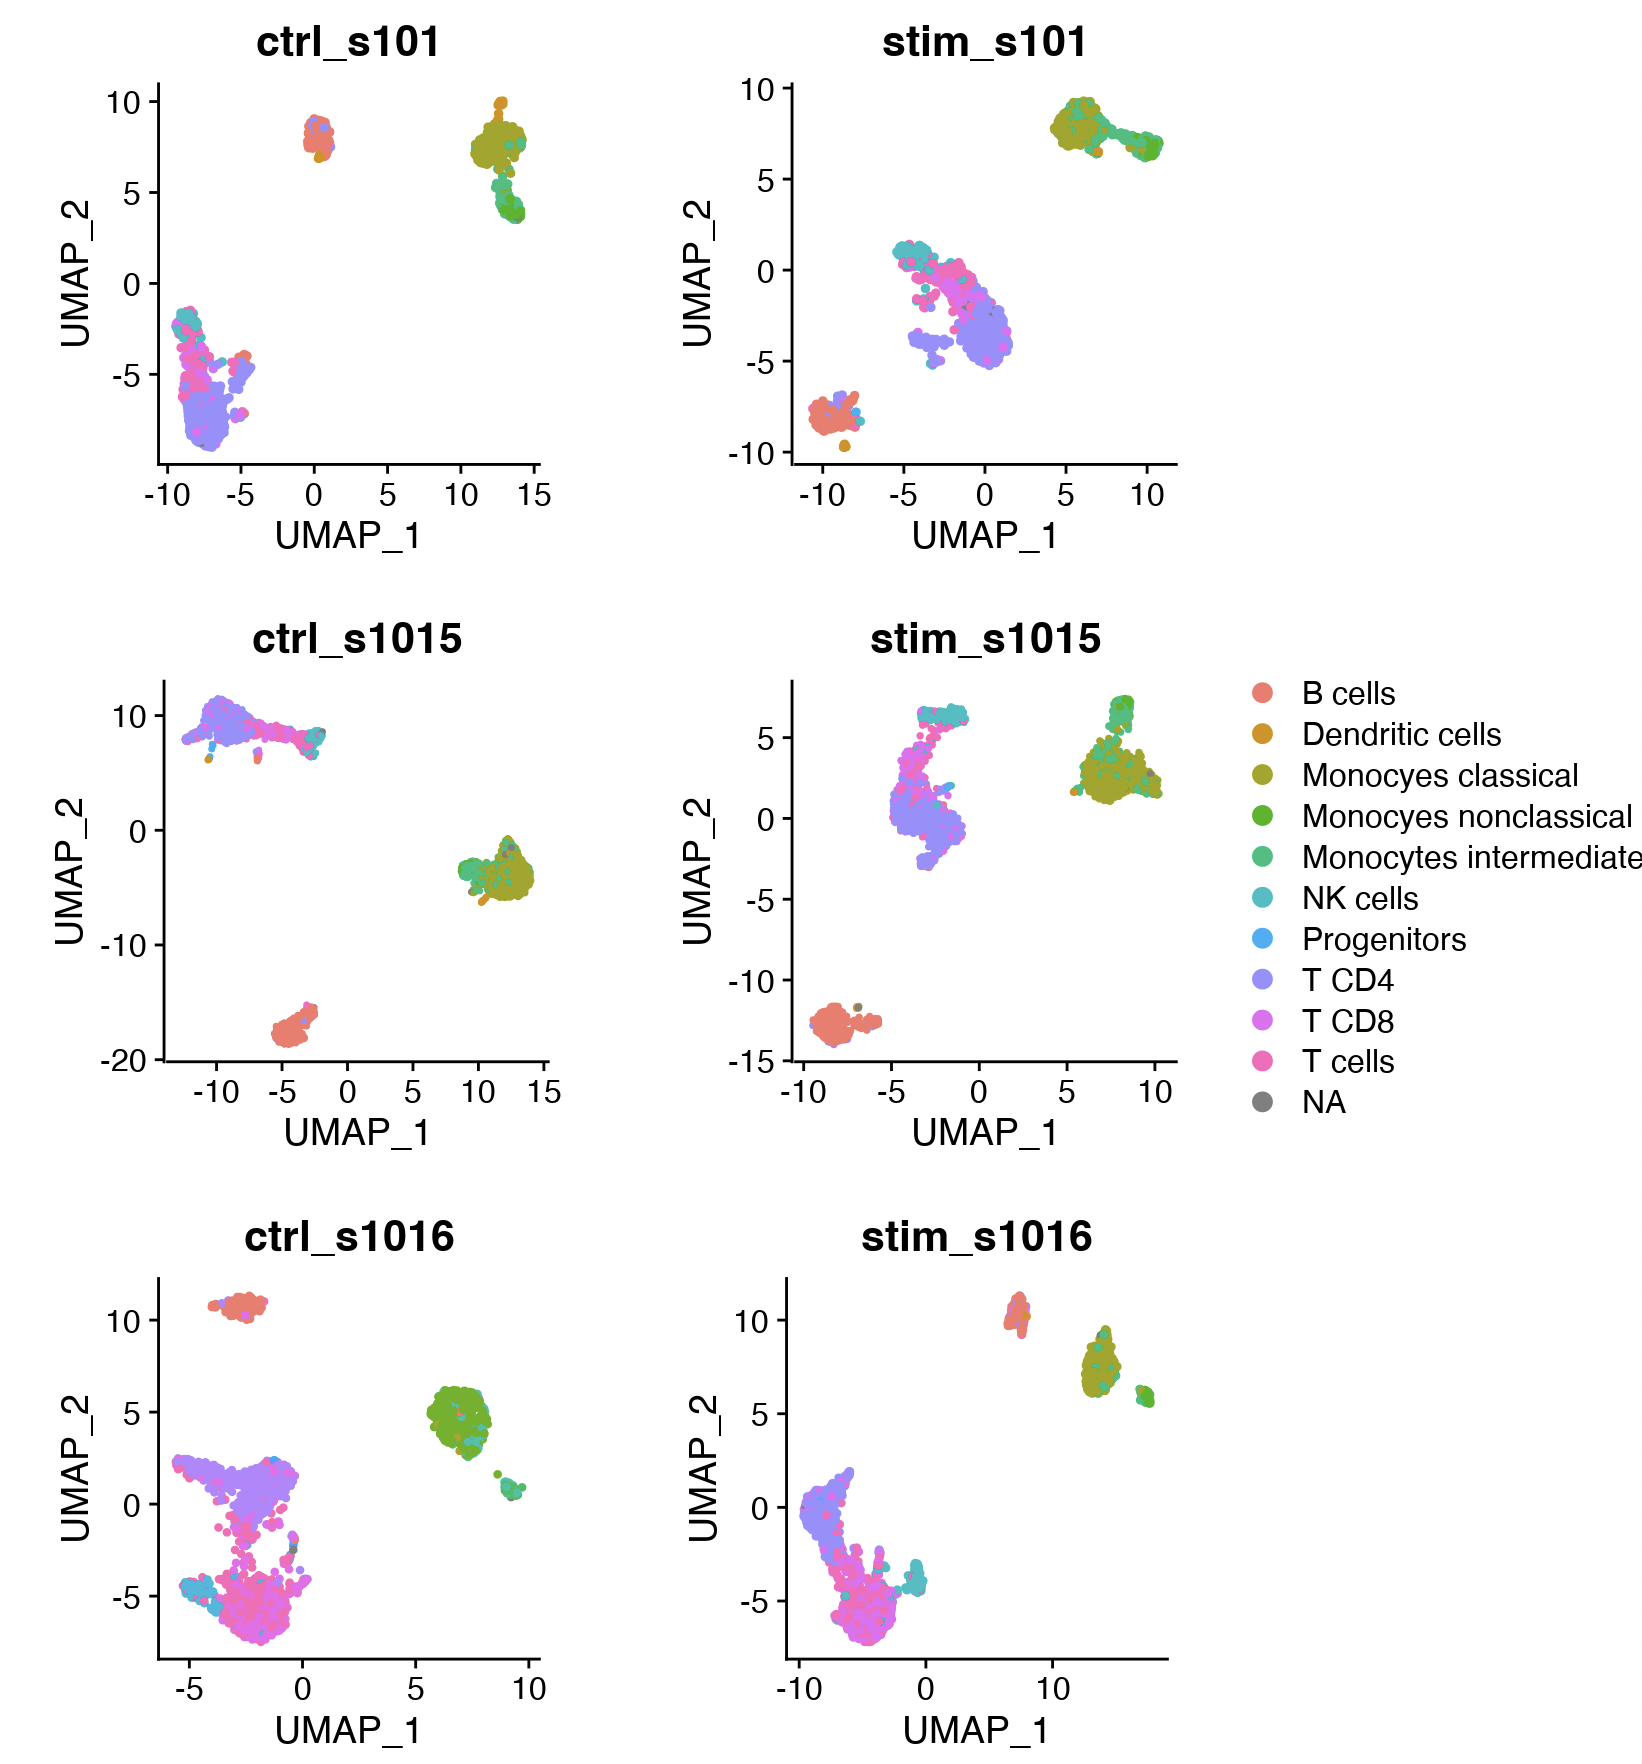 ctrl_s101
stim_s101
UMAP_2
10
5
0
-5
-10 -5 0 5 10 15
UMAP_1
UMAP_2
10
5
0
-5
-10
-10 -5 0 5 10
UMAP_1
ctrl_s1015
stim_s1015
UMAP_2
10
0
-10
-20
-10 -5 0 5 10 15
UMAP_1
UMAP_2
5
0
-5
-10
-15
-10 -5 0 5 10
UMAP_1
B cells
Dendritic cells
Monocyes classical
Monocyes nonclassical
Monocytes intermediate
NK cells
Progenitors
T CD4
T CD8
T cells
NA
ctrl_s1016
stim_s1016
UMAP_2
10
5
0
-5
-5 0 5 10
UMAP_1
UMAP_2
10
5
0
-5
-10 0 10
UMAP_1